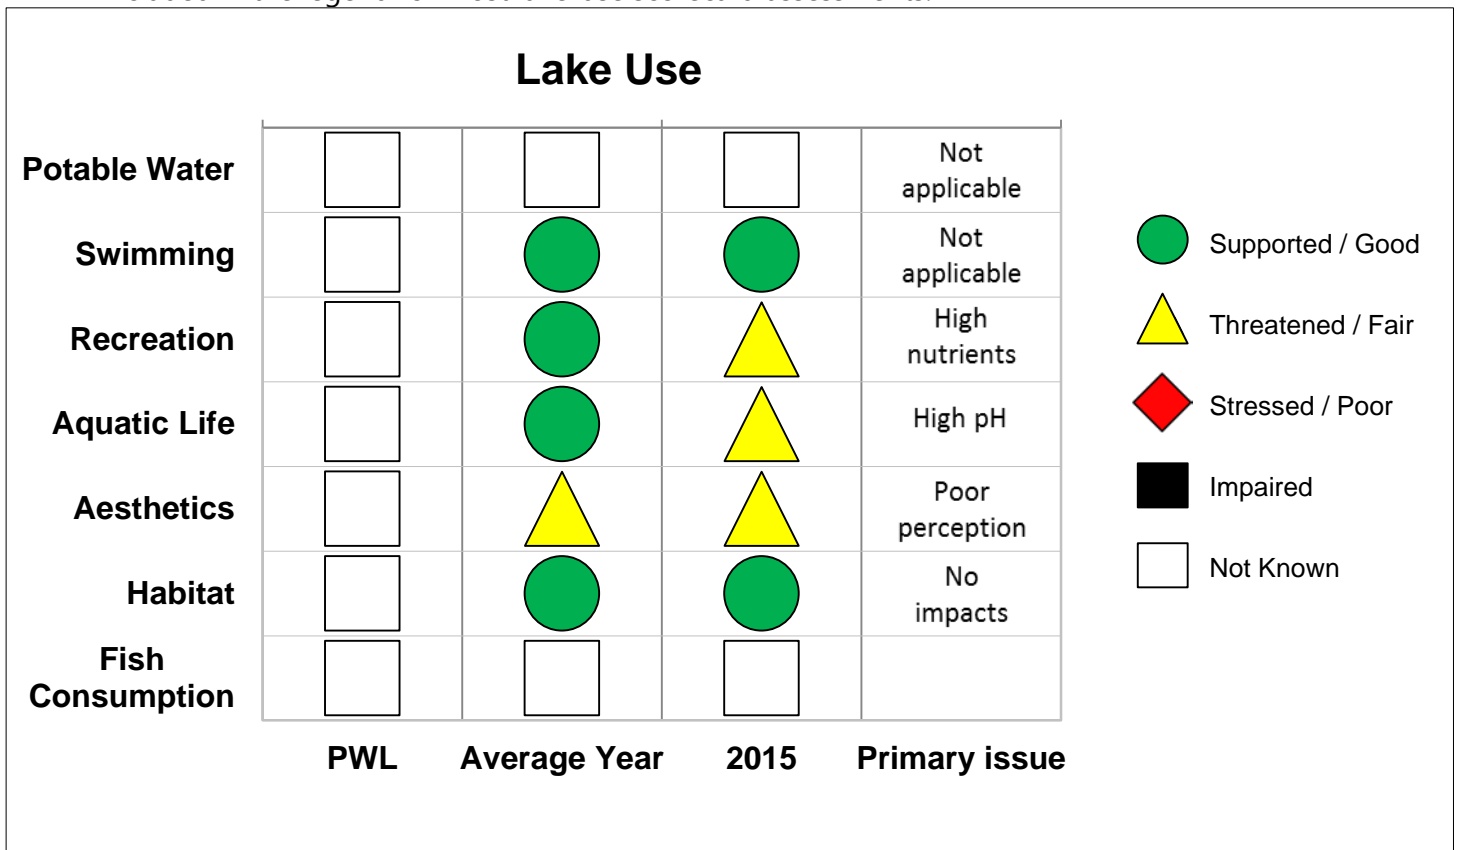 Lake Use
Potable Water
Not
applicable
Swimming
Not
applicable
Recreation
High
nutrients
Aquatic Life
High pH
Aesthetics
Poor
perception
Habitat
No
impacts
Fish
Consumption
PWL Average Year 2015 Primary issue
Supported / Good
Threatened / Fair
Stressed / Poor
Impaired
Not Known